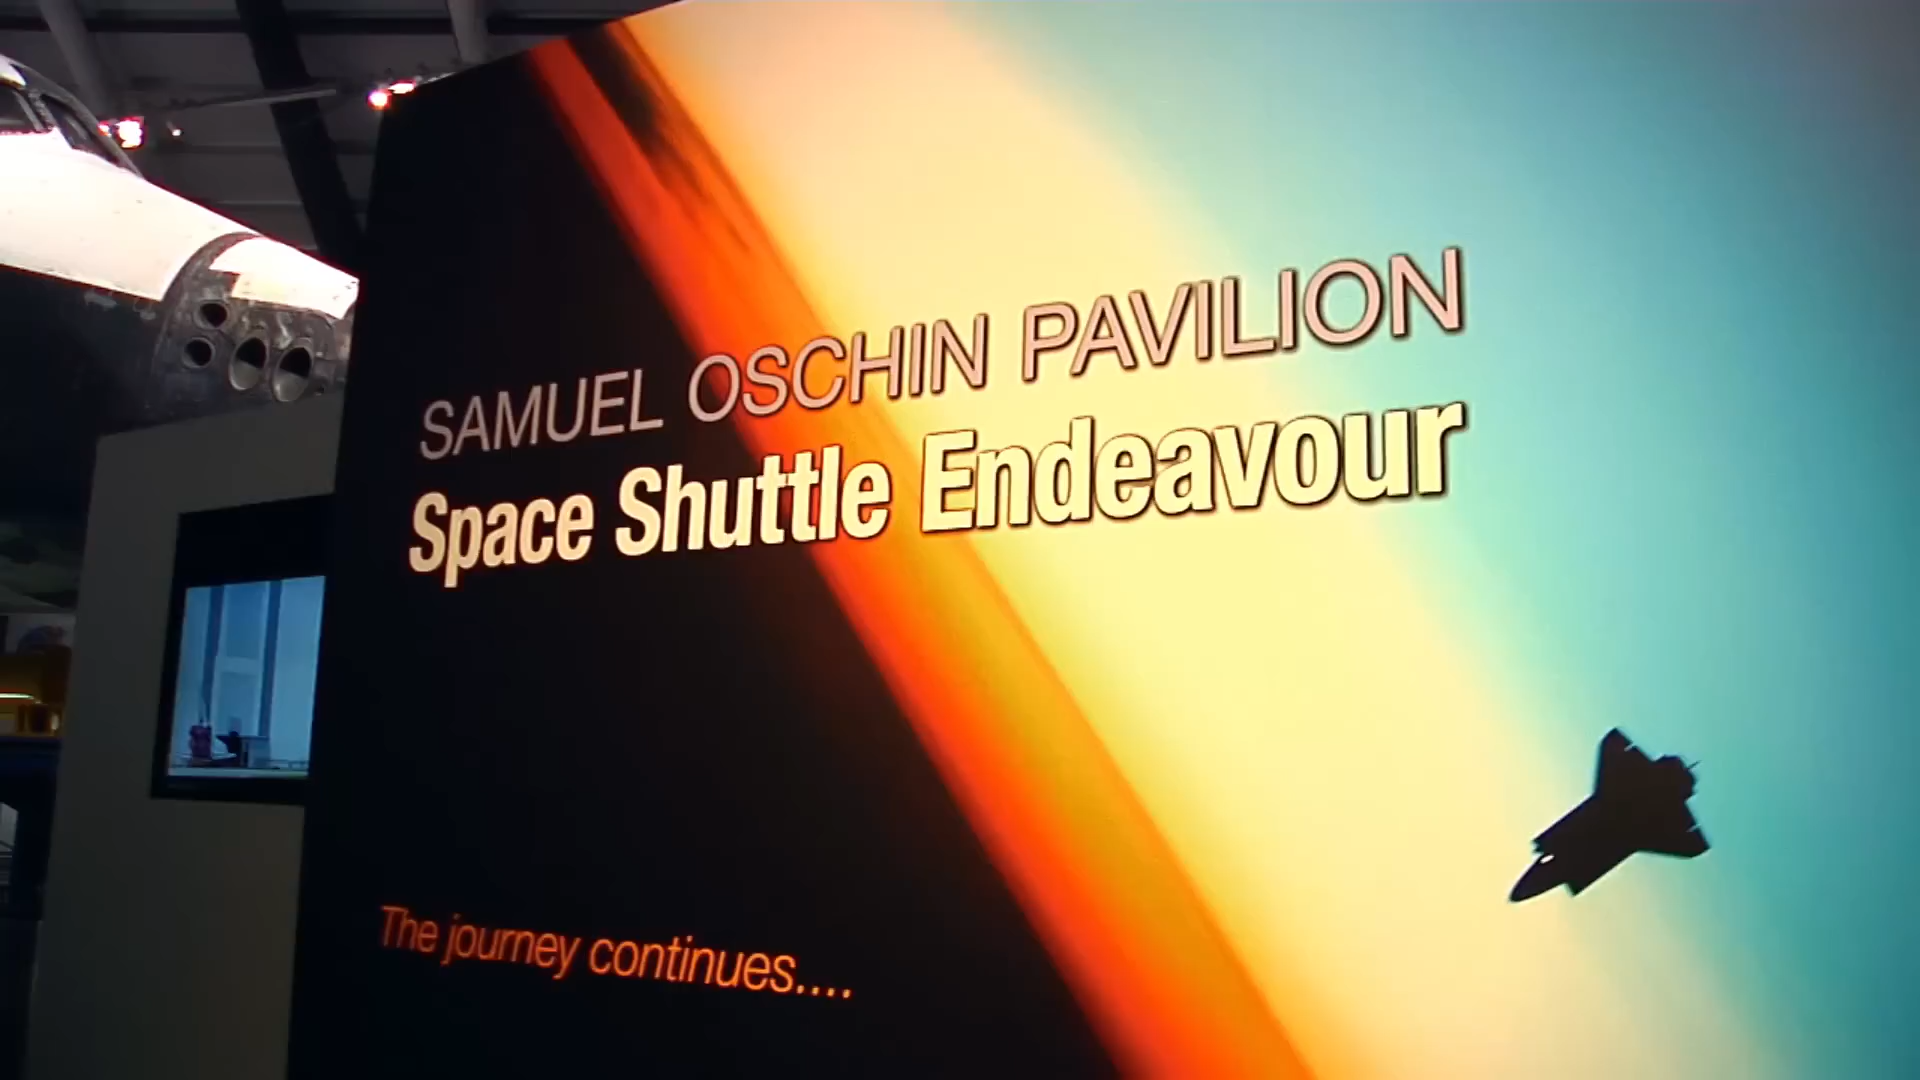 SAMUEL OSCHIN PAVILION
Space Shuttle Endeavour
The journey continues....